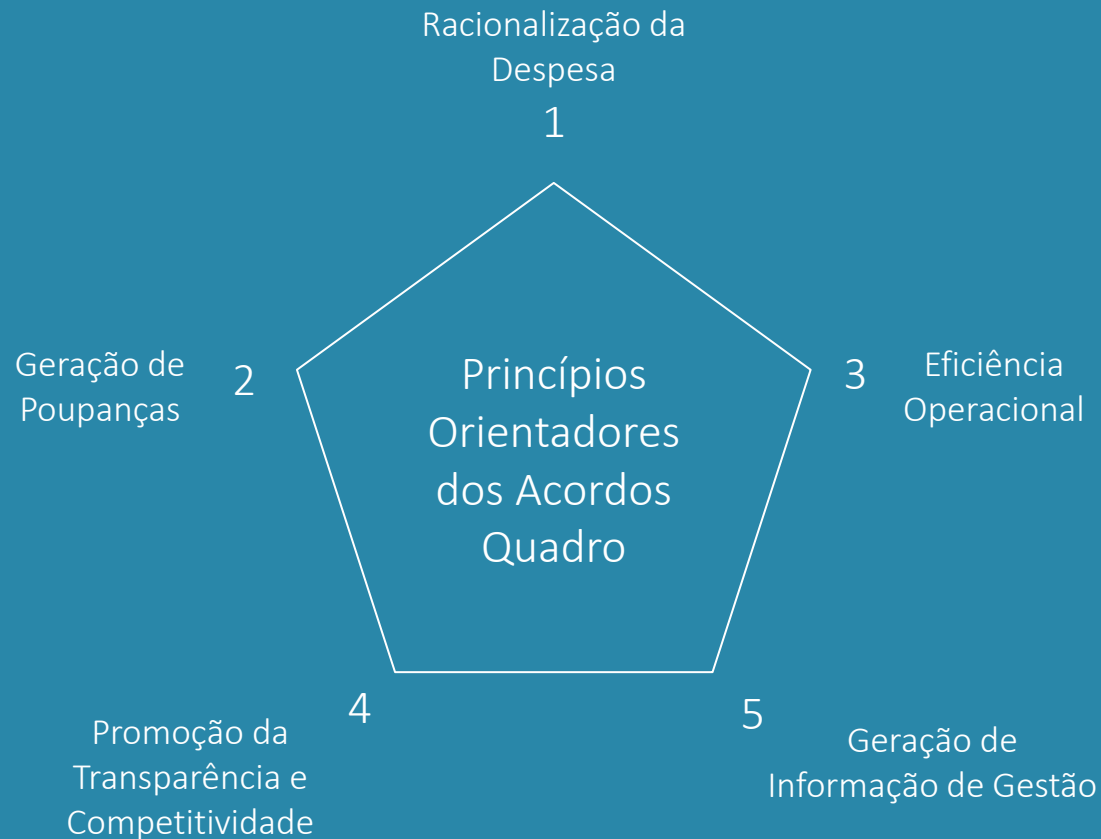 Racionalização da
Despesa
1
Geração de
Poupanças
2
Princípios
Orientadores
dos Acordos
Quadro
3
Eficiência
Operacional
4
Promoção da
Transparência e
Competitividade
5
Geração de
Informação de Gestão